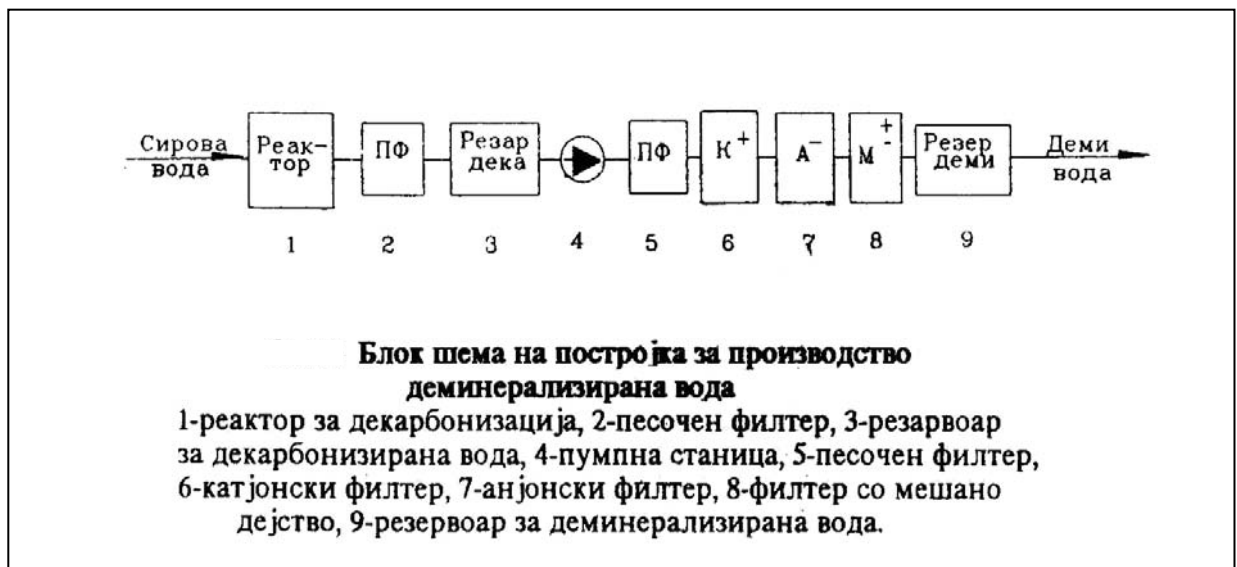 Сирова
вода
Реак-
тор
ПФ
Резар
дека
ПФ
К+
А-
М+-
Резер
деми
Деми
вода
1 2 3 4 5 6 7 8 9
Блок шема на постројка за производство
деминерализирана вода
1-реактор за декарбонизација, 2-песочен филтер, 3-резарвоар
за декарбонизирана вода, 4-пумпна станица, 5-песочен филтер,
6-катјонски филтер, 7-анјонски филтер, 8-филтер со мешано
дејство, 9-резервоар за деминерализирана вода.